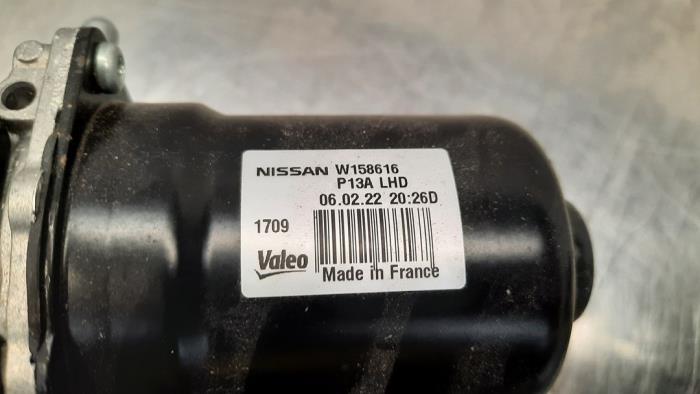 NISSAN W158616
P13A LHD
06.02.22 20:26D
1709
Valeo
Made in France